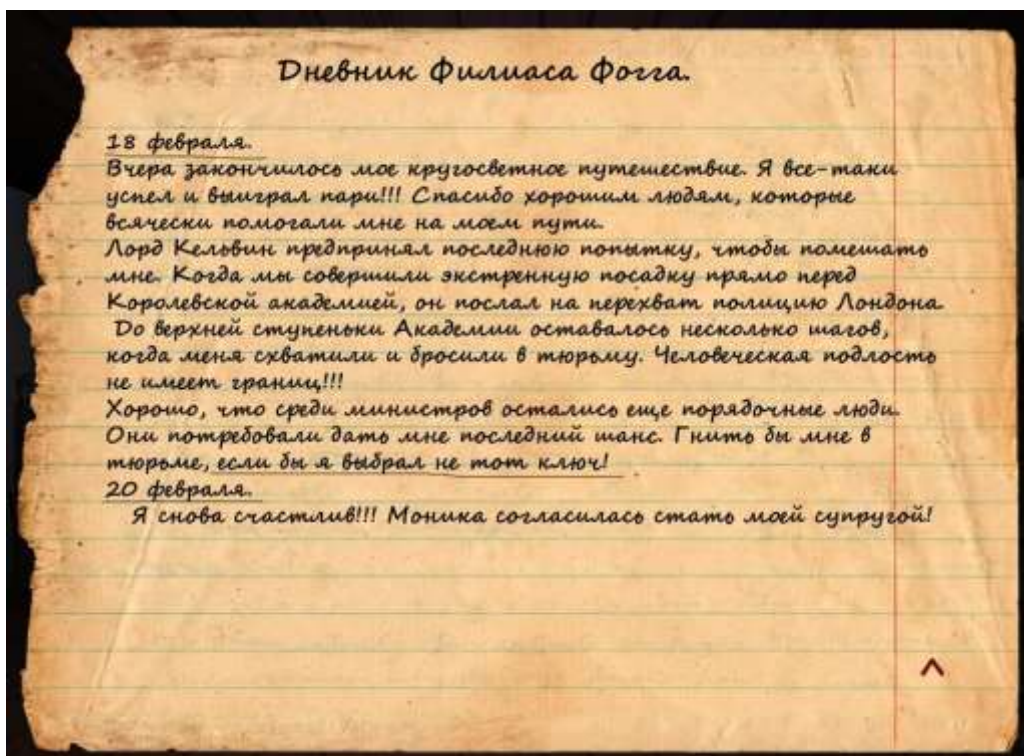 Дневник Филиаса Фогга.
18 февраля.
Вчера закончилось мое кругосветное путешествие. Я все-таки
успел и выиграл пари!!! Спасибо хорошим людям, которые
всячески помогали мне на моем пути.
Лорд Кельвин предпринял последнюю попытку, чтобы помешать
мне. Когда мы совершили экстренную посадку прямо перед
Королевской академией, он послал на перехват полицию Лондона.
До верхней ступеньки Академии оставалось несколько шагов,
когда меня схватили и бросили в тюрьму. Человеческая подлость
не имеет границ!!!
Хорошо, что среди министров остались еще порядочные люди.
Они потребовали дать мне последний шанс. Гнить бы мне в
тюрьме, если бы я выбрал не тот ключ!
20 февраля.
Я снова счастлив!!! Моника согласилась стать моей супругой!